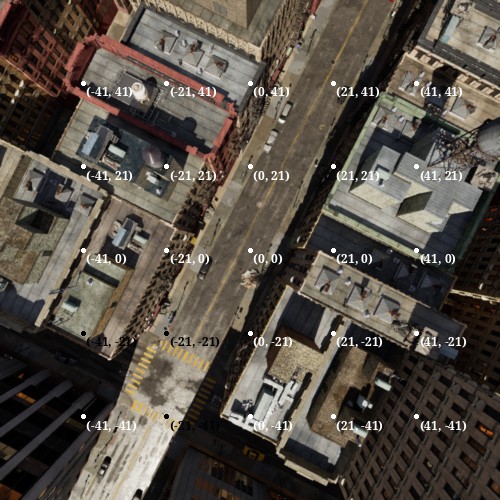 (-41, 41) (-21, 41) (0, 41) (21, 41) (41, 41)
(-41, 21) (-21, 21) (0, 21) (21, 21) (41, 21)
(-41, 0) (-21, 0) (0, 0) (21, 0) (41, 0)
(-41, -21) (-21, -21) (0, -21) (21, -21) (41, -21)
(-41, -41) (-21, -41) (0, -41) (21, -41) (41, -41)